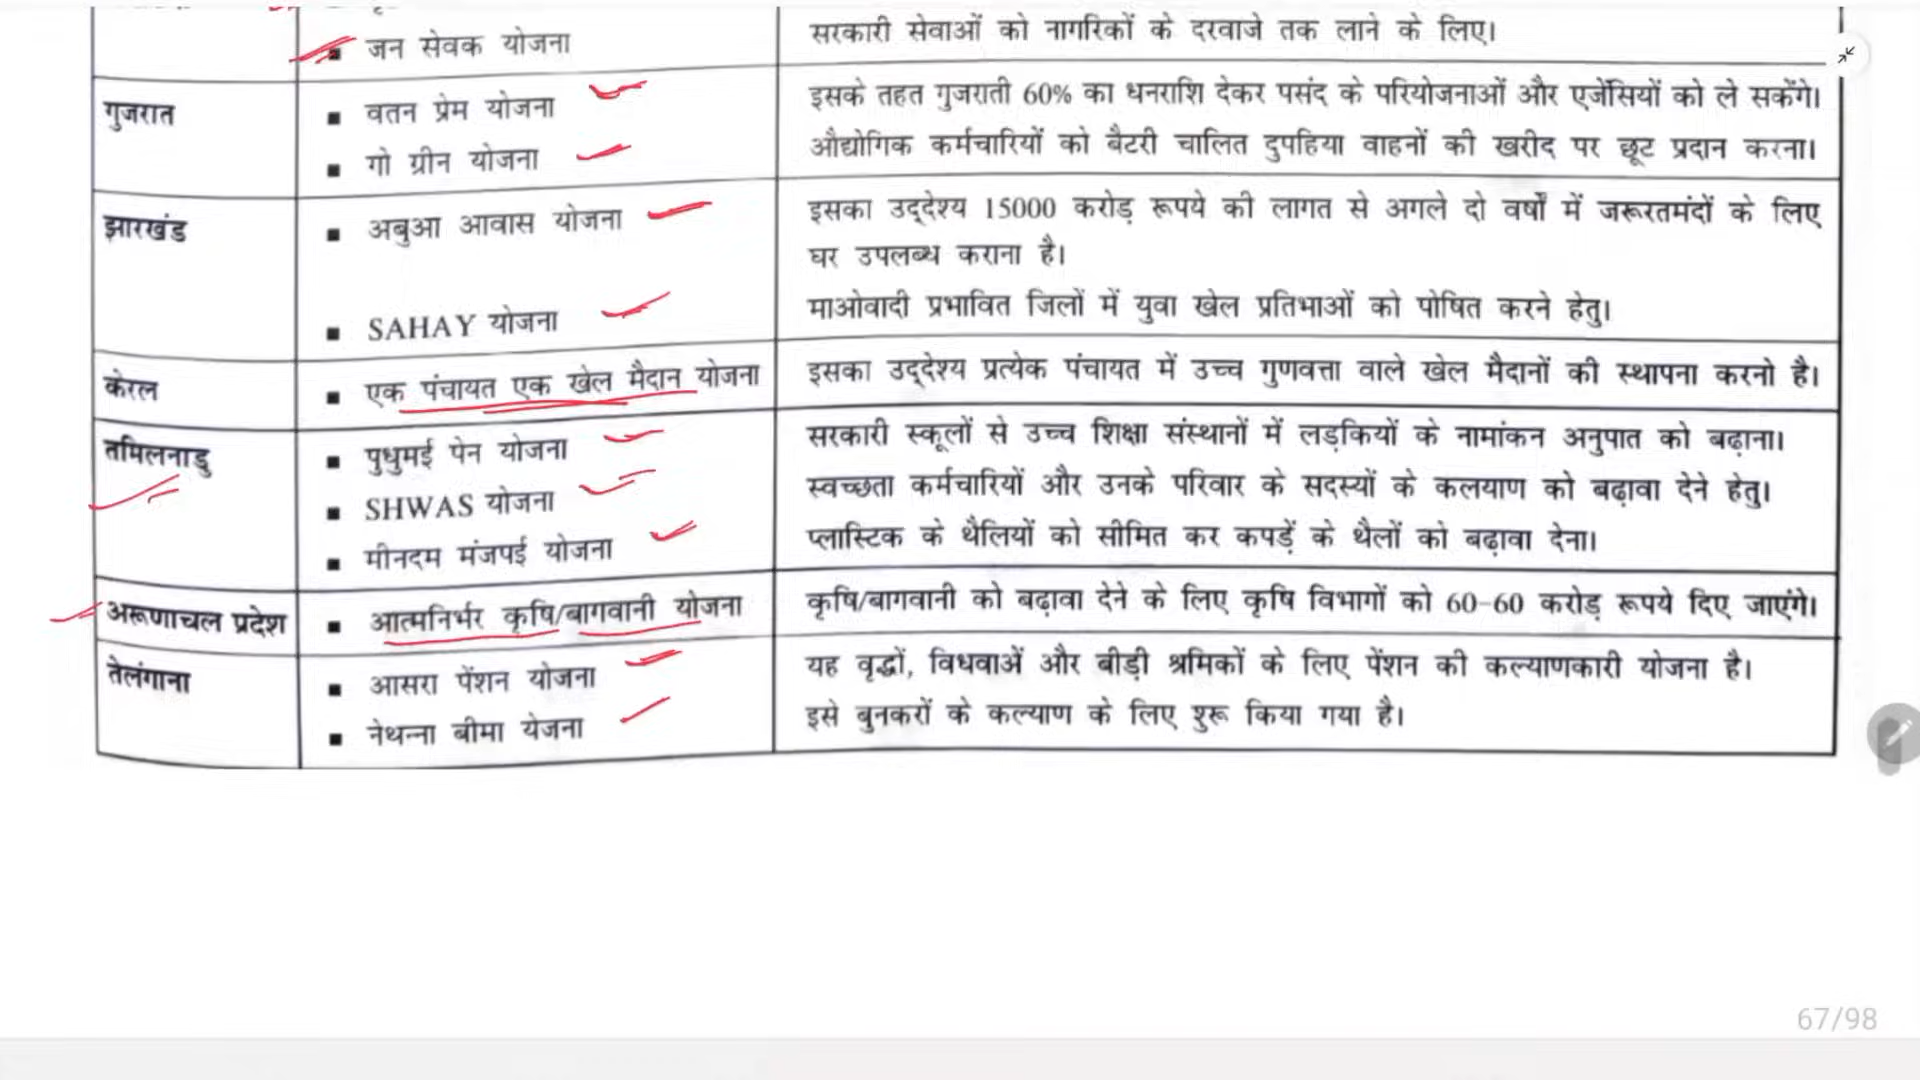 जन सेवक योजना
सरकारी सेवाओं को नागरिकों के दरवाजे तक लाने के लिए।
गुजरात
▪ वतन प्रेम योजना
इसके तहत गुजराती 60% का धनराशि देकर पसंद के परियोजनाओं और एजेंसियों को ले सकेंगे।
▪ गो ग्रीन योजना
औद्योगिक कर्मचारियों को बैटरी चालित दुपहिया वाहनों की खरीद पर छूट प्रदान करना।
झारखंड
▪ अबुआ आवास योजना
इसका उद्देश्य 15000 करोड़ रूपये की लागत से अगले दो वर्षों में जरूरतमंदों के लिए
घर उपलब्ध कराना है।
▪ SAHAY योजना
माओवादी प्रभावित जिलों में युवा खेल प्रतिभाओं को पोषित करने हेतु।
केरल
▪ एक पंचायत एक खेल मैदान योजना
इसका उद्देश्य प्रत्येक पंचायत में उच्च गुणवत्ता वाले खेल मैदानों की स्थापना करनो है।
तमिलनाडु
▪ पुधुमई पेन योजना
सरकारी स्कूलों से उच्च शिक्षा संस्थानों में लड़कियों के नामांकन अनुपात को बढ़ाना।
▪ SHWAS योजना
स्वच्छता कर्मचारियों और उनके परिवार के सदस्यों के कलयाण को बढ़ावा देने हेतु।
▪ मीनदम मंजपई योजना
प्लास्टिक के थैलियों को सीमित कर कपड़ें के थैलों को बढ़ावा देना।
अरूणाचल प्रदेश
▪ आत्मनिर्भर कृषि/बागवानी योजना
कृषि/बागवानी को बढ़ावा देने के लिए कृषि विभागों को 60-60 करोड़ रूपये दिए जाएंगे।
तेलंगाना
▪ आसरा पेंशन योजना
यह वृद्धों, विधवाओं और बीड़ी श्रमिकों के लिए पेंशन की कल्याणकारी योजना है।
▪ नेथन्ना बीमा येजना
इसे बुनकरों के कल्याण के लिए शुरू किया गया है।
67/98